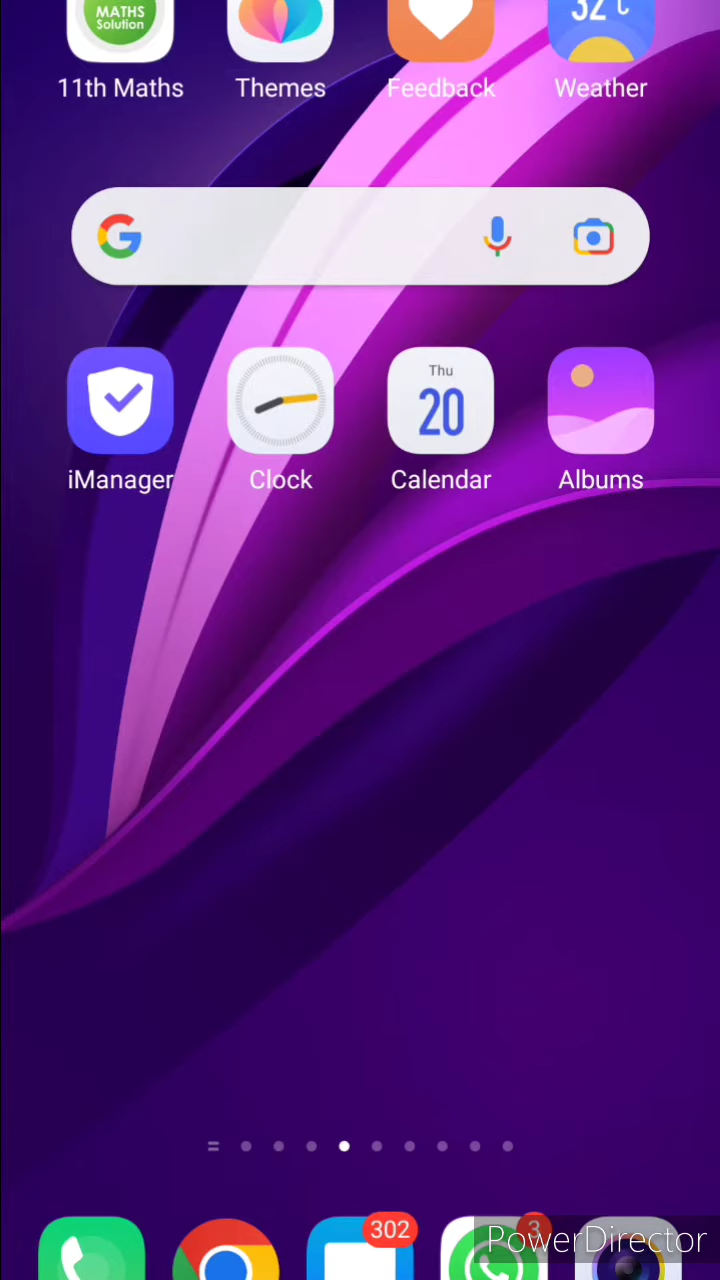 MATHS
Solution
32°C
11th Maths Themes Feedback Weather
G
Thu
20
iManager Clock Calendar Albums
302
3
PowerDirector